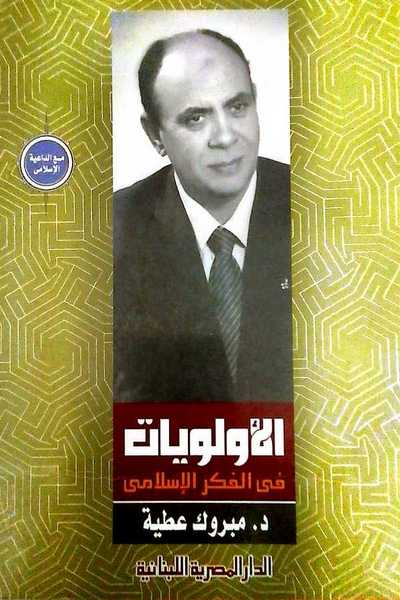 مع الداعية
الإسلامى
الأولويات
فى الفكر الإسلامى
د. مبروك عطية
الدار المصرية اللبنانية